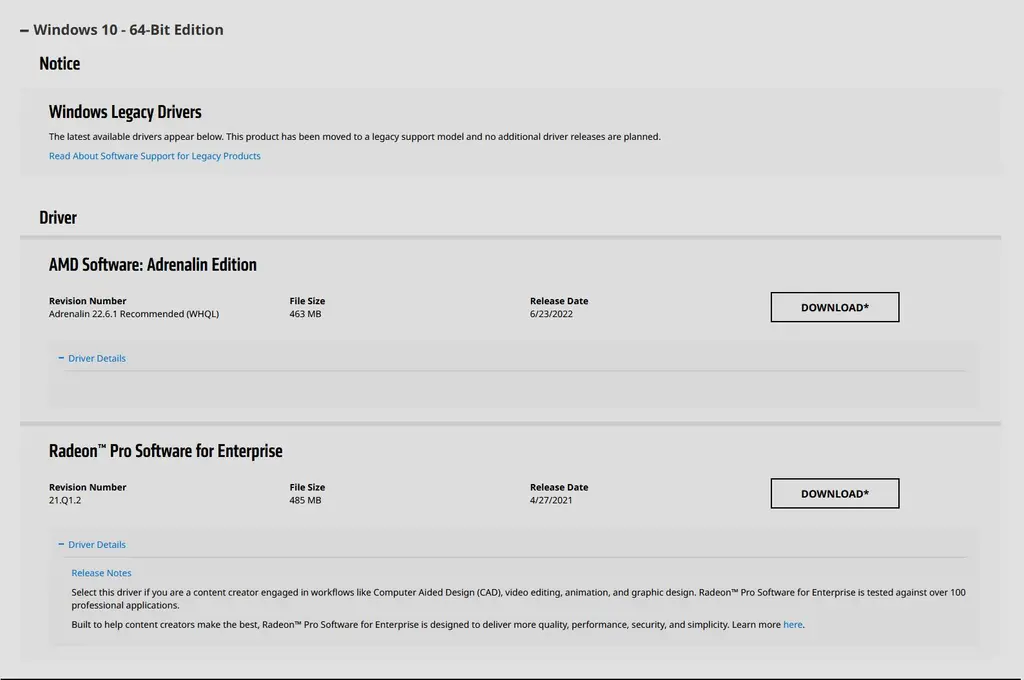 − Windows 10 - 64-Bit Edition
Notice
Windows Legacy Drivers
The latest available drivers appear below. This product has been moved to a legacy support model and no additional driver releases are planned.
Read About Software Support for Legacy Products
Driver
AMD Software: Adrenalin Edition
Revision Number File Size Release Date
Adrenalin 22.6.1 Recommended (WHQL) 463 MB 6/23/2022
DOWNLOAD*
− Driver Details
Radeon™ Pro Software for Enterprise
Revision Number File Size Release Date
21.Q1.2 485 MB 4/27/2021
DOWNLOAD*
− Driver Details
Release Notes
Select this driver if you are a content creator engaged in workflows like Computer Aided Design (CAD), video editing, animation, and graphic design. Radeon™ Pro Software for Enterprise is tested against over 100
professional applications.
Built to help content creators make the best, Radeon™ Pro Software for Enterprise is designed to deliver more quality, performance, security, and simplicity. Learn more here.